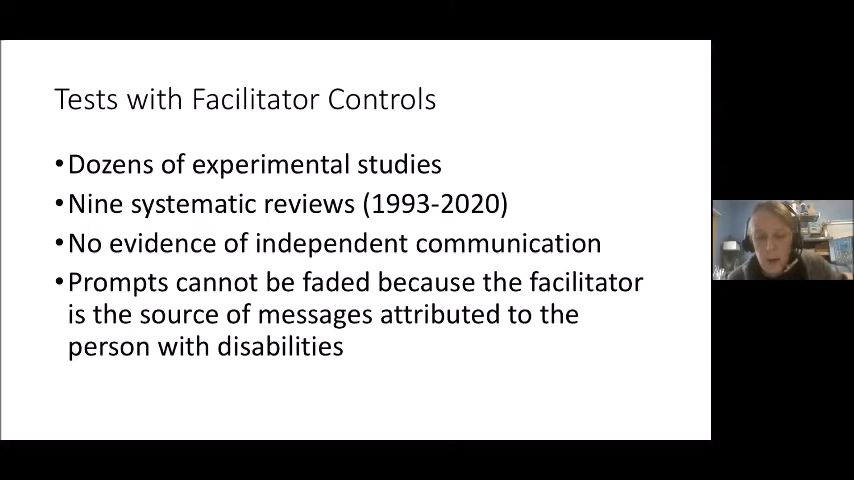 Tests with Facilitator Controls
•Dozens of experimental studies
•Nine systematic reviews (1993-2020)
•No evidence of independent communication
•Prompts cannot be faded because the facilitator
is the source of messages attributed to the
person with disabilities